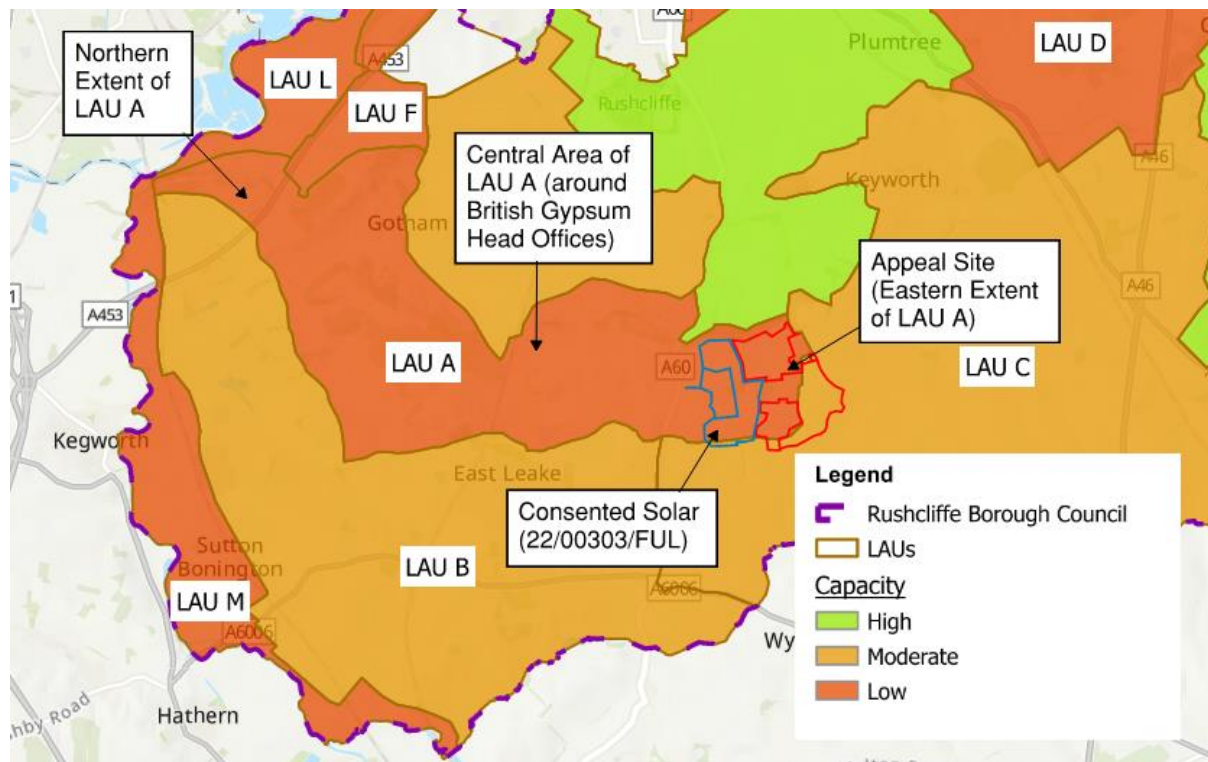 Northern
Extent of
LAU A
LAU L
A453
LAU F
Rushcliffe
Plumtree
LAU D
A46
Central Area of
LAU A (around
British Gypsum
Head Offices)
Gotham
Keyworth
Appeal Site
(Eastern Extent
of LAU A)
A46
A453
LAU A
A60
LAU C
Kegworth
East Leake
Consented Solar
(22/00303/FUL)
Sutton
Bonington
LAU B
LAU M
A6006
A6006
Wy
Hathern
hby Road
Legend
Rushcliffe Borough Council
LAUs
Capacity
High
Moderate
Low